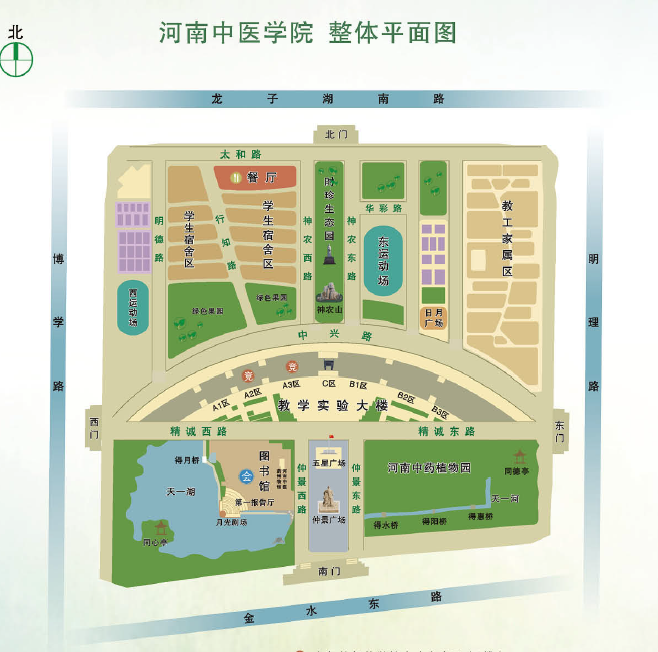 北
河南中医学院 整体平面图
龙子湖南路
北门
太和路
餐厅
学生宿舍区
学生宿舍区
行知路
明德路
西运动场
绿色果园
绿色果园
神农西路
时珍生态园
神农山
神农东路
华彩路
东运动场
日月广场
教工家属区
博学路
明理路
中兴路
竞
竞
A1区
A2区
A3区
C区
B1区
B2区
B3区
教学实验大楼
西门
东门
精诚西路
精诚东路
得月桥
天一湖
图书馆
会
第一报告厅
月光剧场
同心亭
仲景西路
五星广场
仲景广场
仲景东路
河南中药植物园
同德亭
天一河
得水桥
得阳桥
得惠桥
南门
金水东路